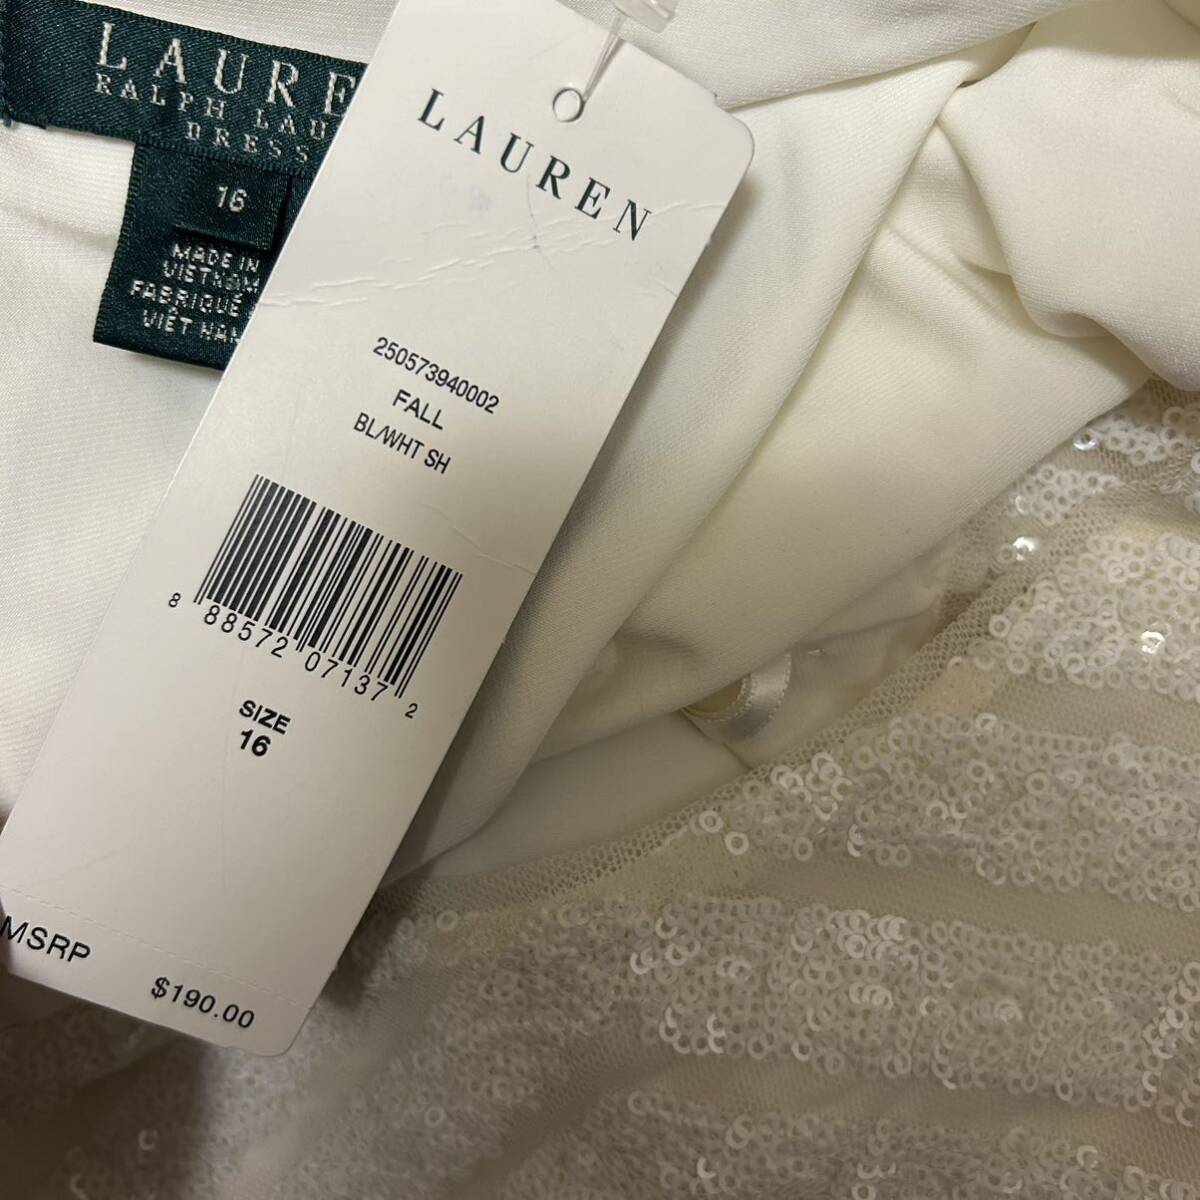 LAURE
RALPH LAU
DRESS
16
MADE IN
VIETNAM
FABRIQUÉ
VIÊT NAM
LAUREN
250573940002
FALL
BL/WHT SH
8 88572 07137 2
SIZE
16
MSRP
$190.00